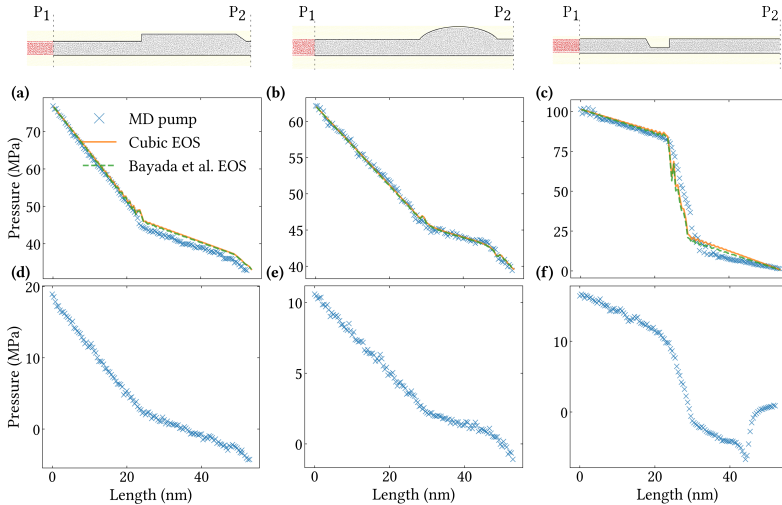 P1 P2 P1 P2 P1 P2
(a) (b) (c)
MD pump
Cubic EOS
Bayada et al. EOS
Pressure (MPa)
70
60
50
40
60
55
50
45
40
100
75
50
25
0
(d) (e) (f)
Pressure (MPa)
20
10
0
10
5
0
10
0
0 20 40 0 20 40 0 20 40
Length (nm) Length (nm) Length (nm)